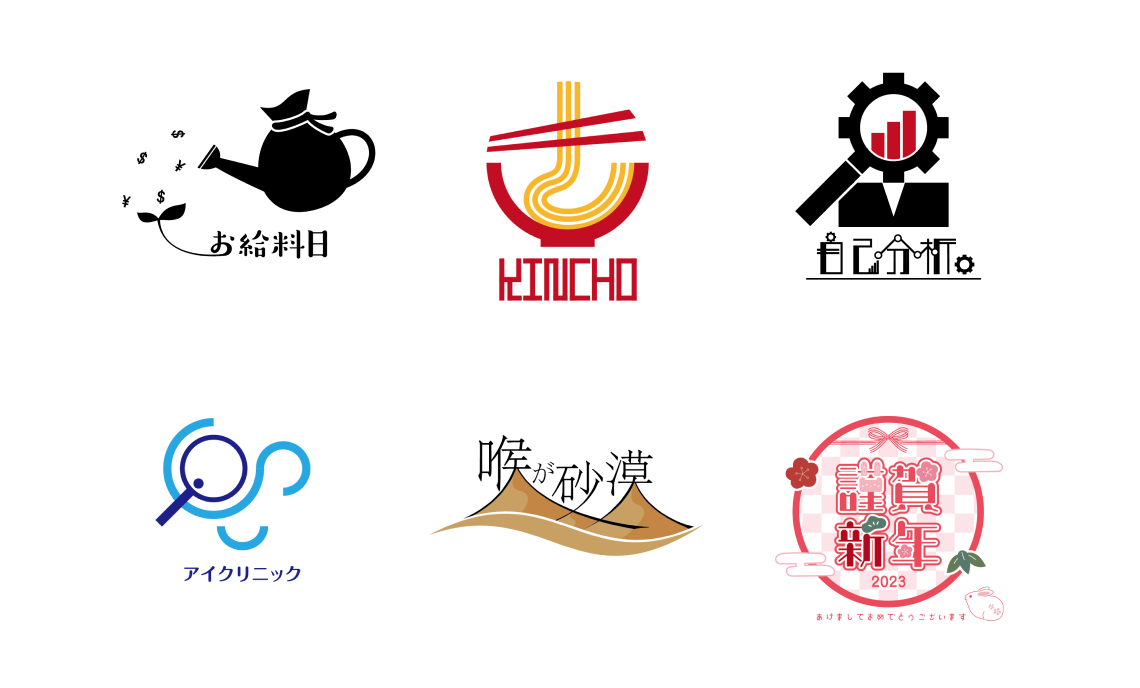 $
$
¥
¥
$
お給料日
KINCHO
自己分析。
アイクリニック
喉が砂漠
謹賀
新年
2023
あけましておめでとうございます